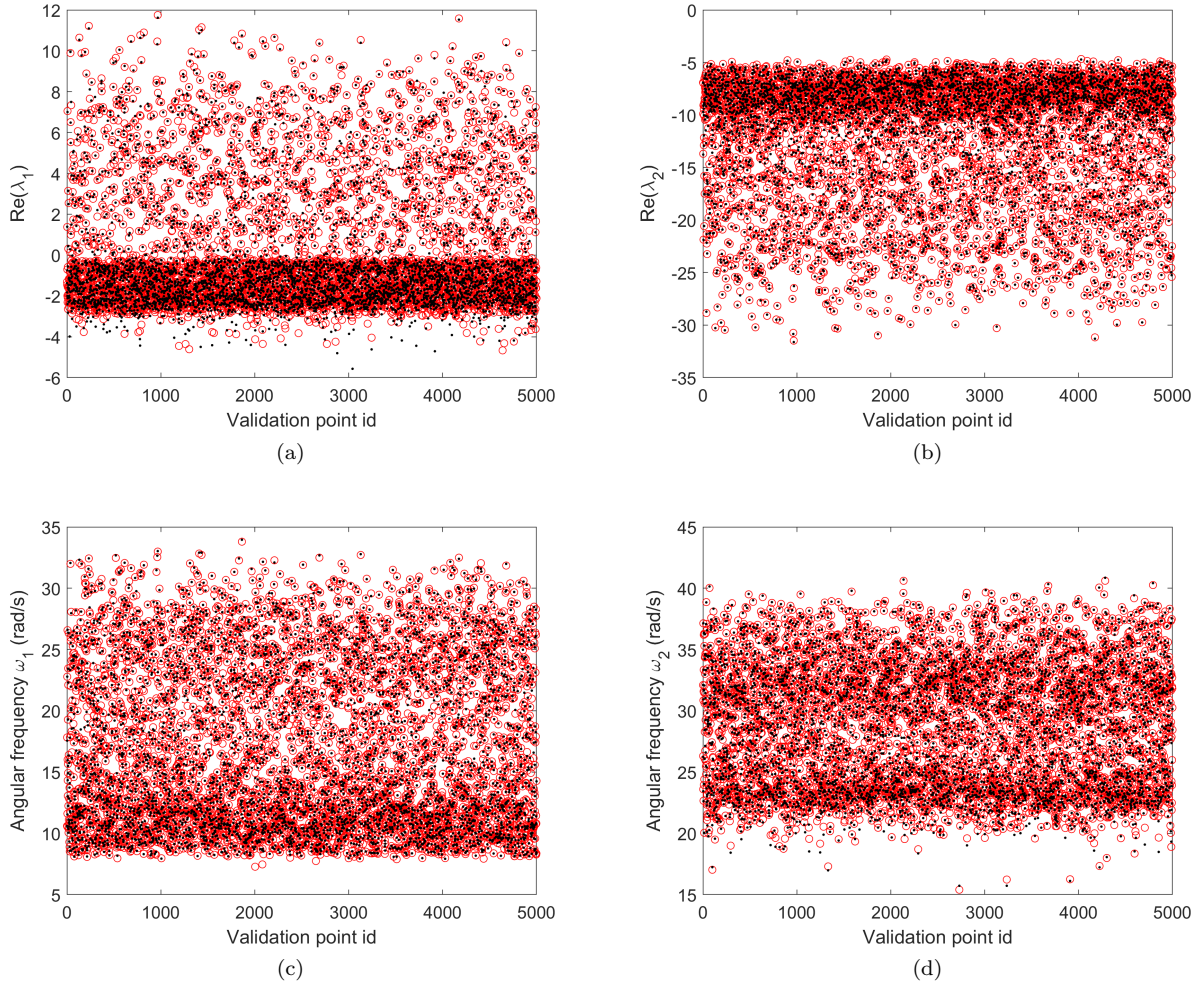 12
10
8
6
4
2
0
-2
-4
-6
Re(λ1)
0 1000 2000 3000 4000 5000
Validation point id
(a)
0
-5
-10
-15
-20
-25
-30
-35
Re(λ2)
0 1000 2000 3000 4000 5000
Validation point id
(b)
35
30
25
20
15
10
5
Angular frequency ω1 (rad/s)
0 1000 2000 3000 4000 5000
Validation point id
(c)
45
40
35
30
25
20
15
Angular frequency ω2 (rad/s)
0 1000 2000 3000 4000 5000
Validation point id
(d)